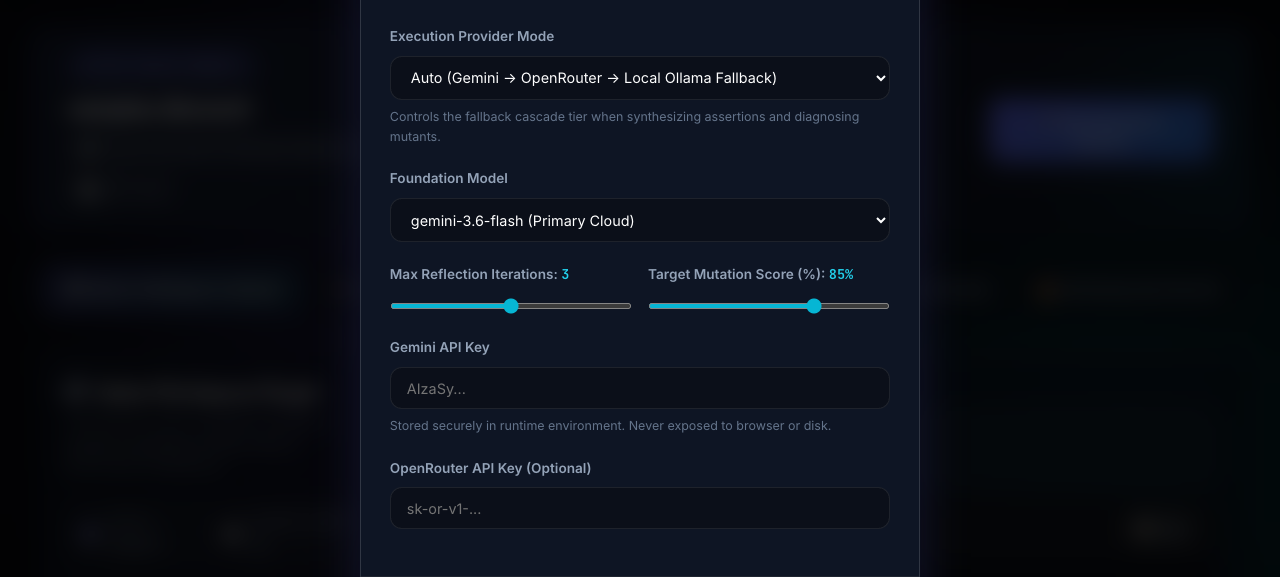 Execution Provider Mode
Auto (Gemini → OpenRouter → Local Ollama Fallback)
Controls the fallback cascade tier when synthesizing assertions and diagnosing
mutants.
Foundation Model
gemini-3.6-flash (Primary Cloud)
Max Reflection Iterations: 3
Target Mutation Score (%): 85%
Gemini API Key
AIzaSy...
Stored securely in runtime environment. Never exposed to browser or disk.
OpenRouter API Key (Optional)
sk-or-v1-...